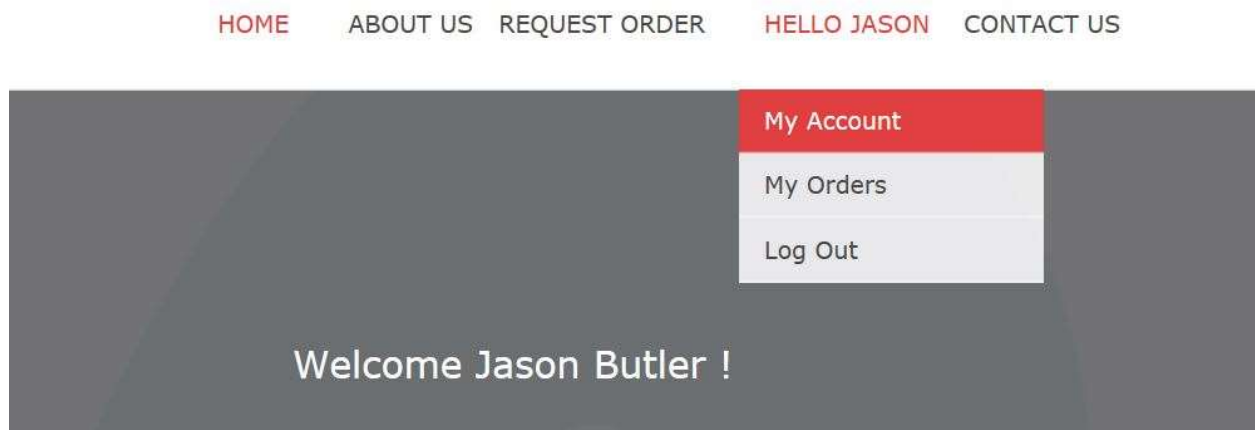 HOME ABOUT US REQUEST ORDER HELLO JASON CONTACT US
My Account
My Orders
Log Out
Welcome Jason Butler !